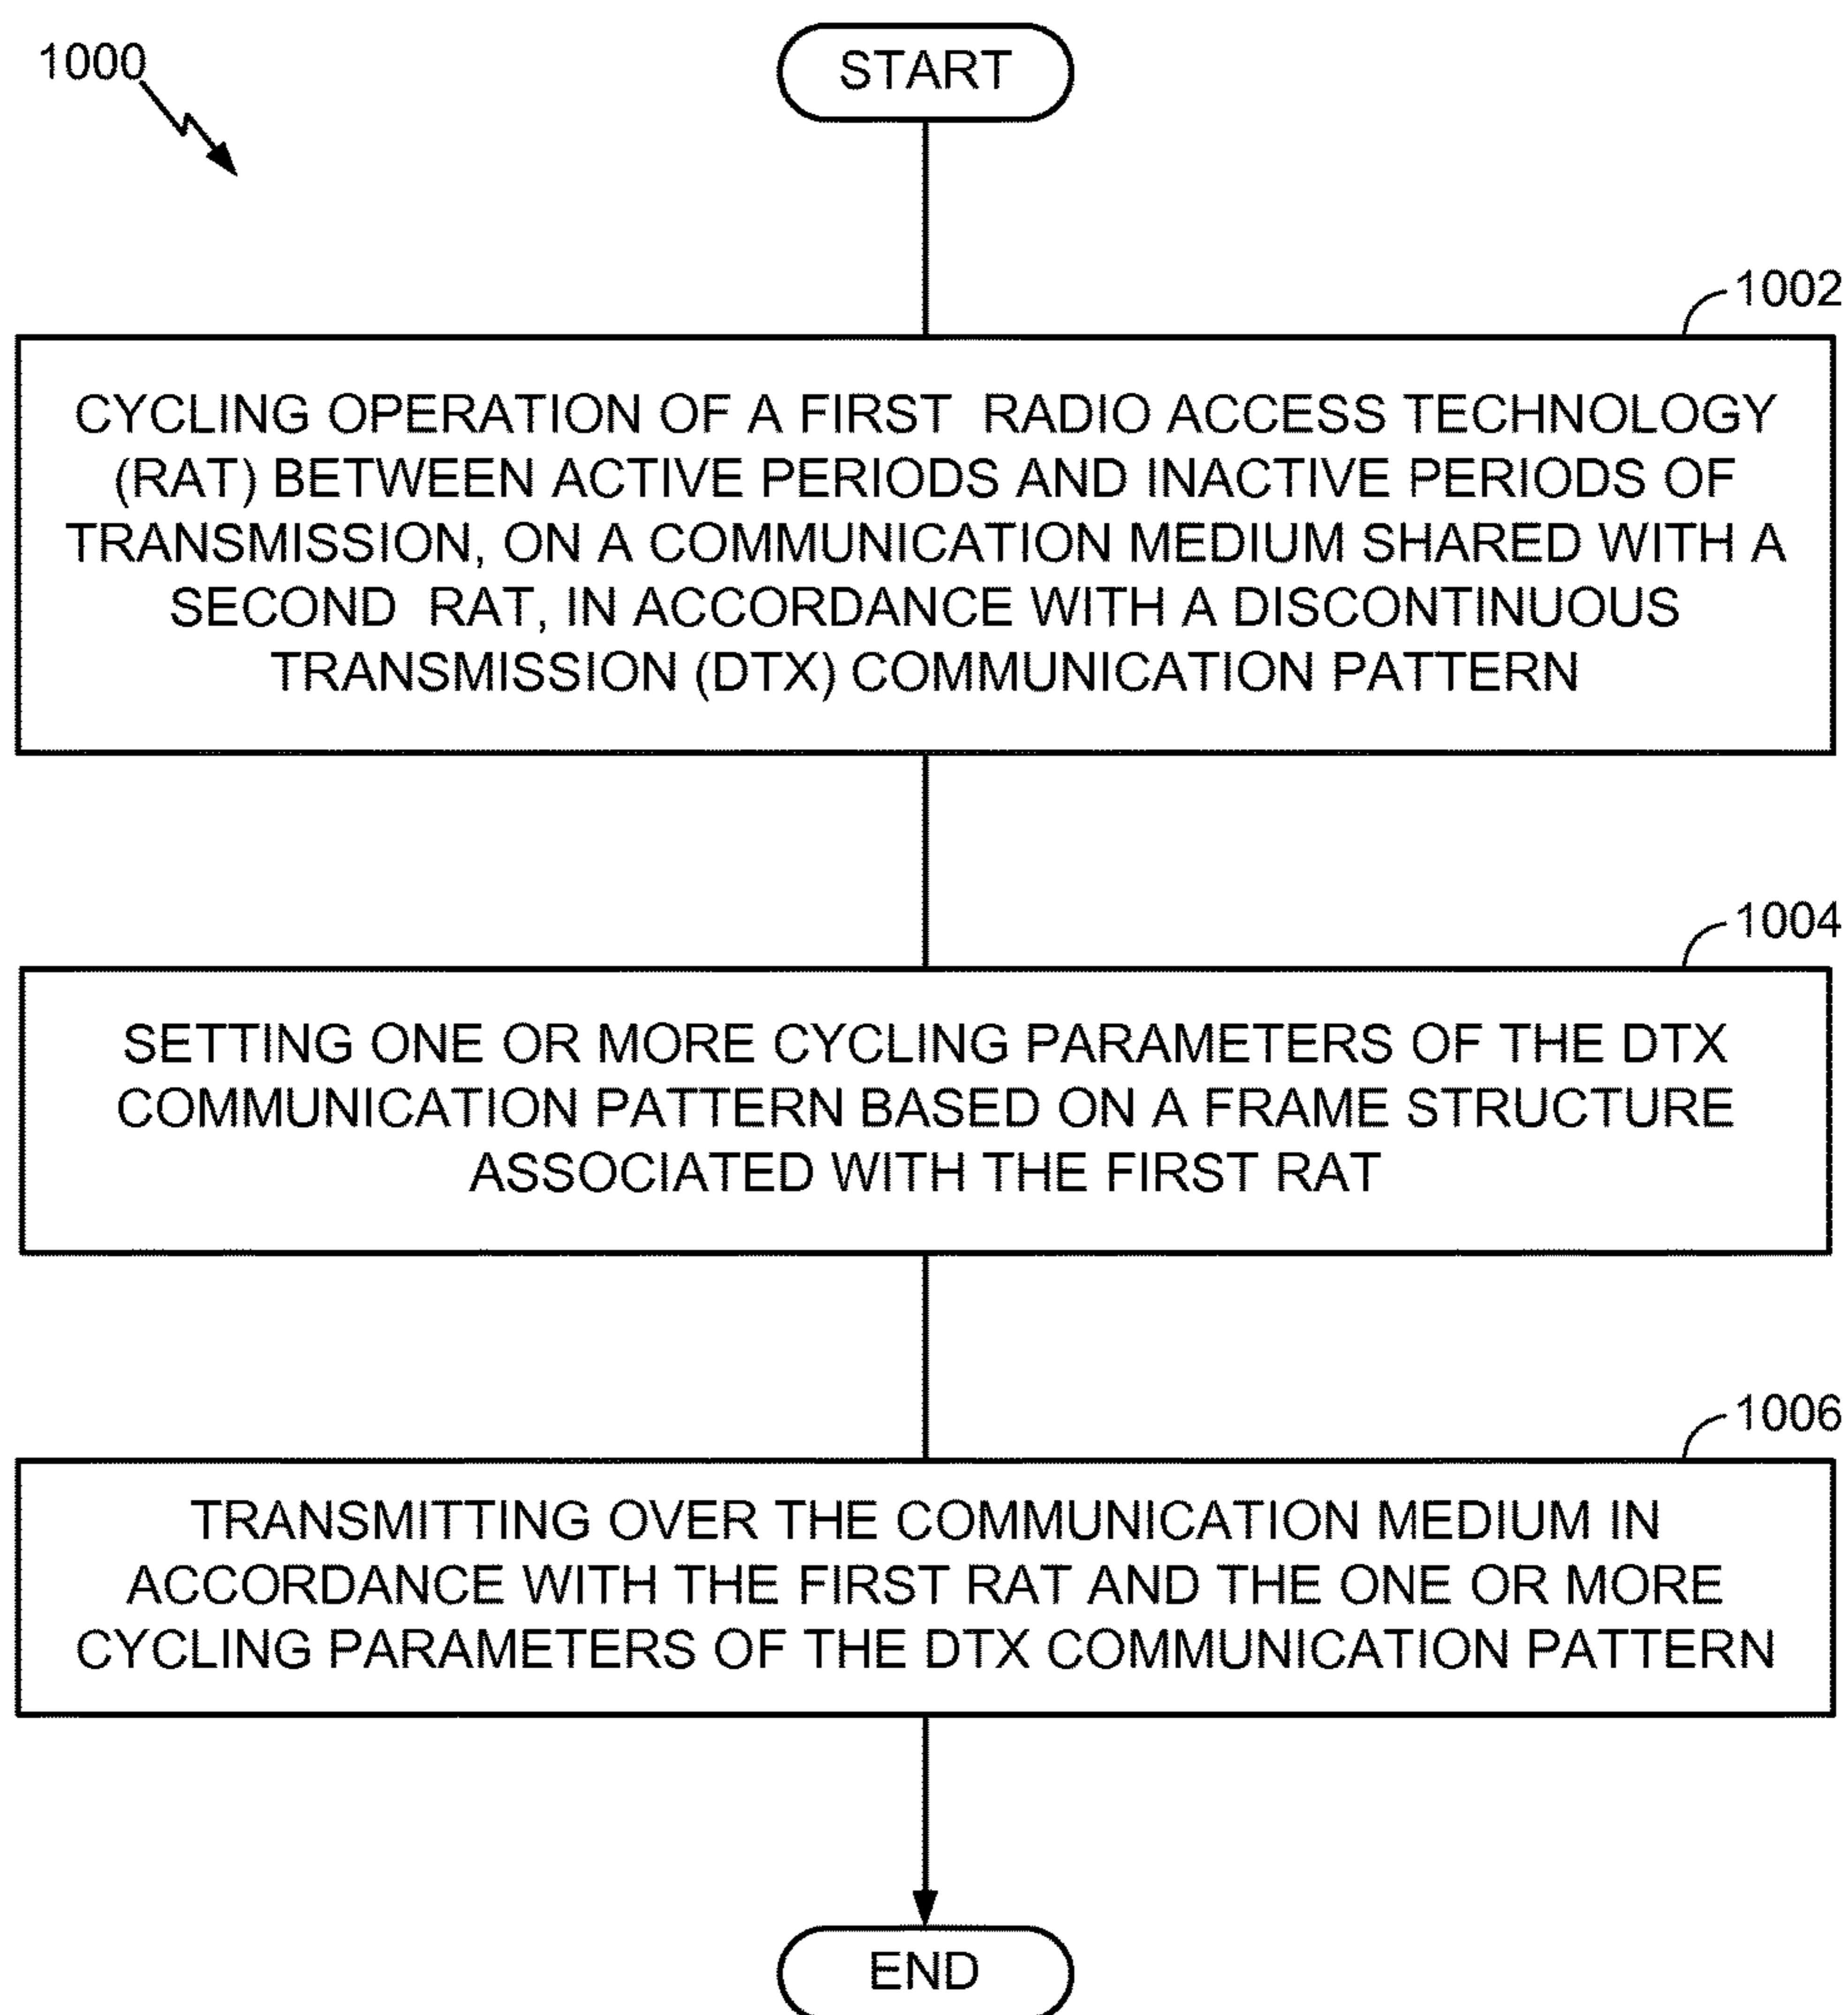 1000
START
1002
CYCLING OPERATION OF A FIRST RADIO ACCESS TECHNOLOGY
(RAT) BETWEEN ACTIVE PERIODS AND INACTIVE PERIODS OF
TRANSMISSION, ON A COMMUNICATION MEDIUM SHARED WITH A
SECOND RAT, IN ACCORDANCE WITH A DISCONTINUOUS
TRANSMISSION (DTX) COMMUNICATION PATTERN
1004
SETTING ONE OR MORE CYCLING PARAMETERS OF THE DTX
COMMUNICATION PATTERN BASED ON A FRAME STRUCTURE
ASSOCIATED WITH THE FIRST RAT
1006
TRANSMITTING OVER THE COMMUNICATION MEDIUM IN
ACCORDANCE WITH THE FIRST RAT AND THE ONE OR MORE
CYCLING PARAMETERS OF THE DTX COMMUNICATION PATTERN
END